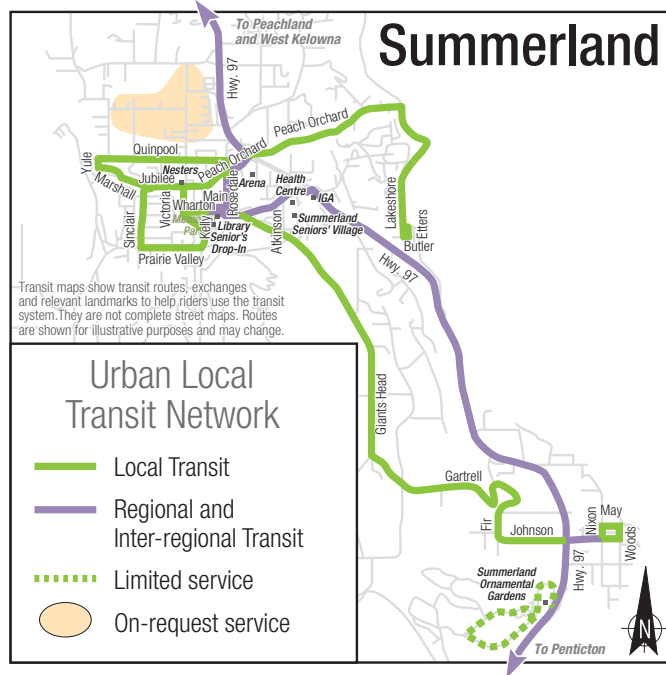 To Peachland
and West Kelowna
Summerland
Hwy. 97
Peach Orchard
Quinpool
Yule
Nesters
Peach Orchard
Jubilee
Marshall
Arena
Health
Centre
IGA
Main
Rosedale
Victoria
Wharton
Kelly
Library
Senior's
Drop-In
Summerland
Seniors' Village
Atkinson
Sinclair
Prairie Valley
Lakeshore
Etters
Butler
Hwy. 97
Transit maps show transit routes, exchanges
and relevant landmarks to help riders use the transit
system.They are not complete street maps. Routes
are shown for illustrative purposes and may change.
Giants Head
Gartrell
Fir
Johnson
Nixon
May
Woods
Hwy. 97
Summerland
Ornamental
Gardens
To Penticton
N
Urban Local
Transit Network
Local Transit
Regional and
Inter-regional Transit
Limited service
On-request service